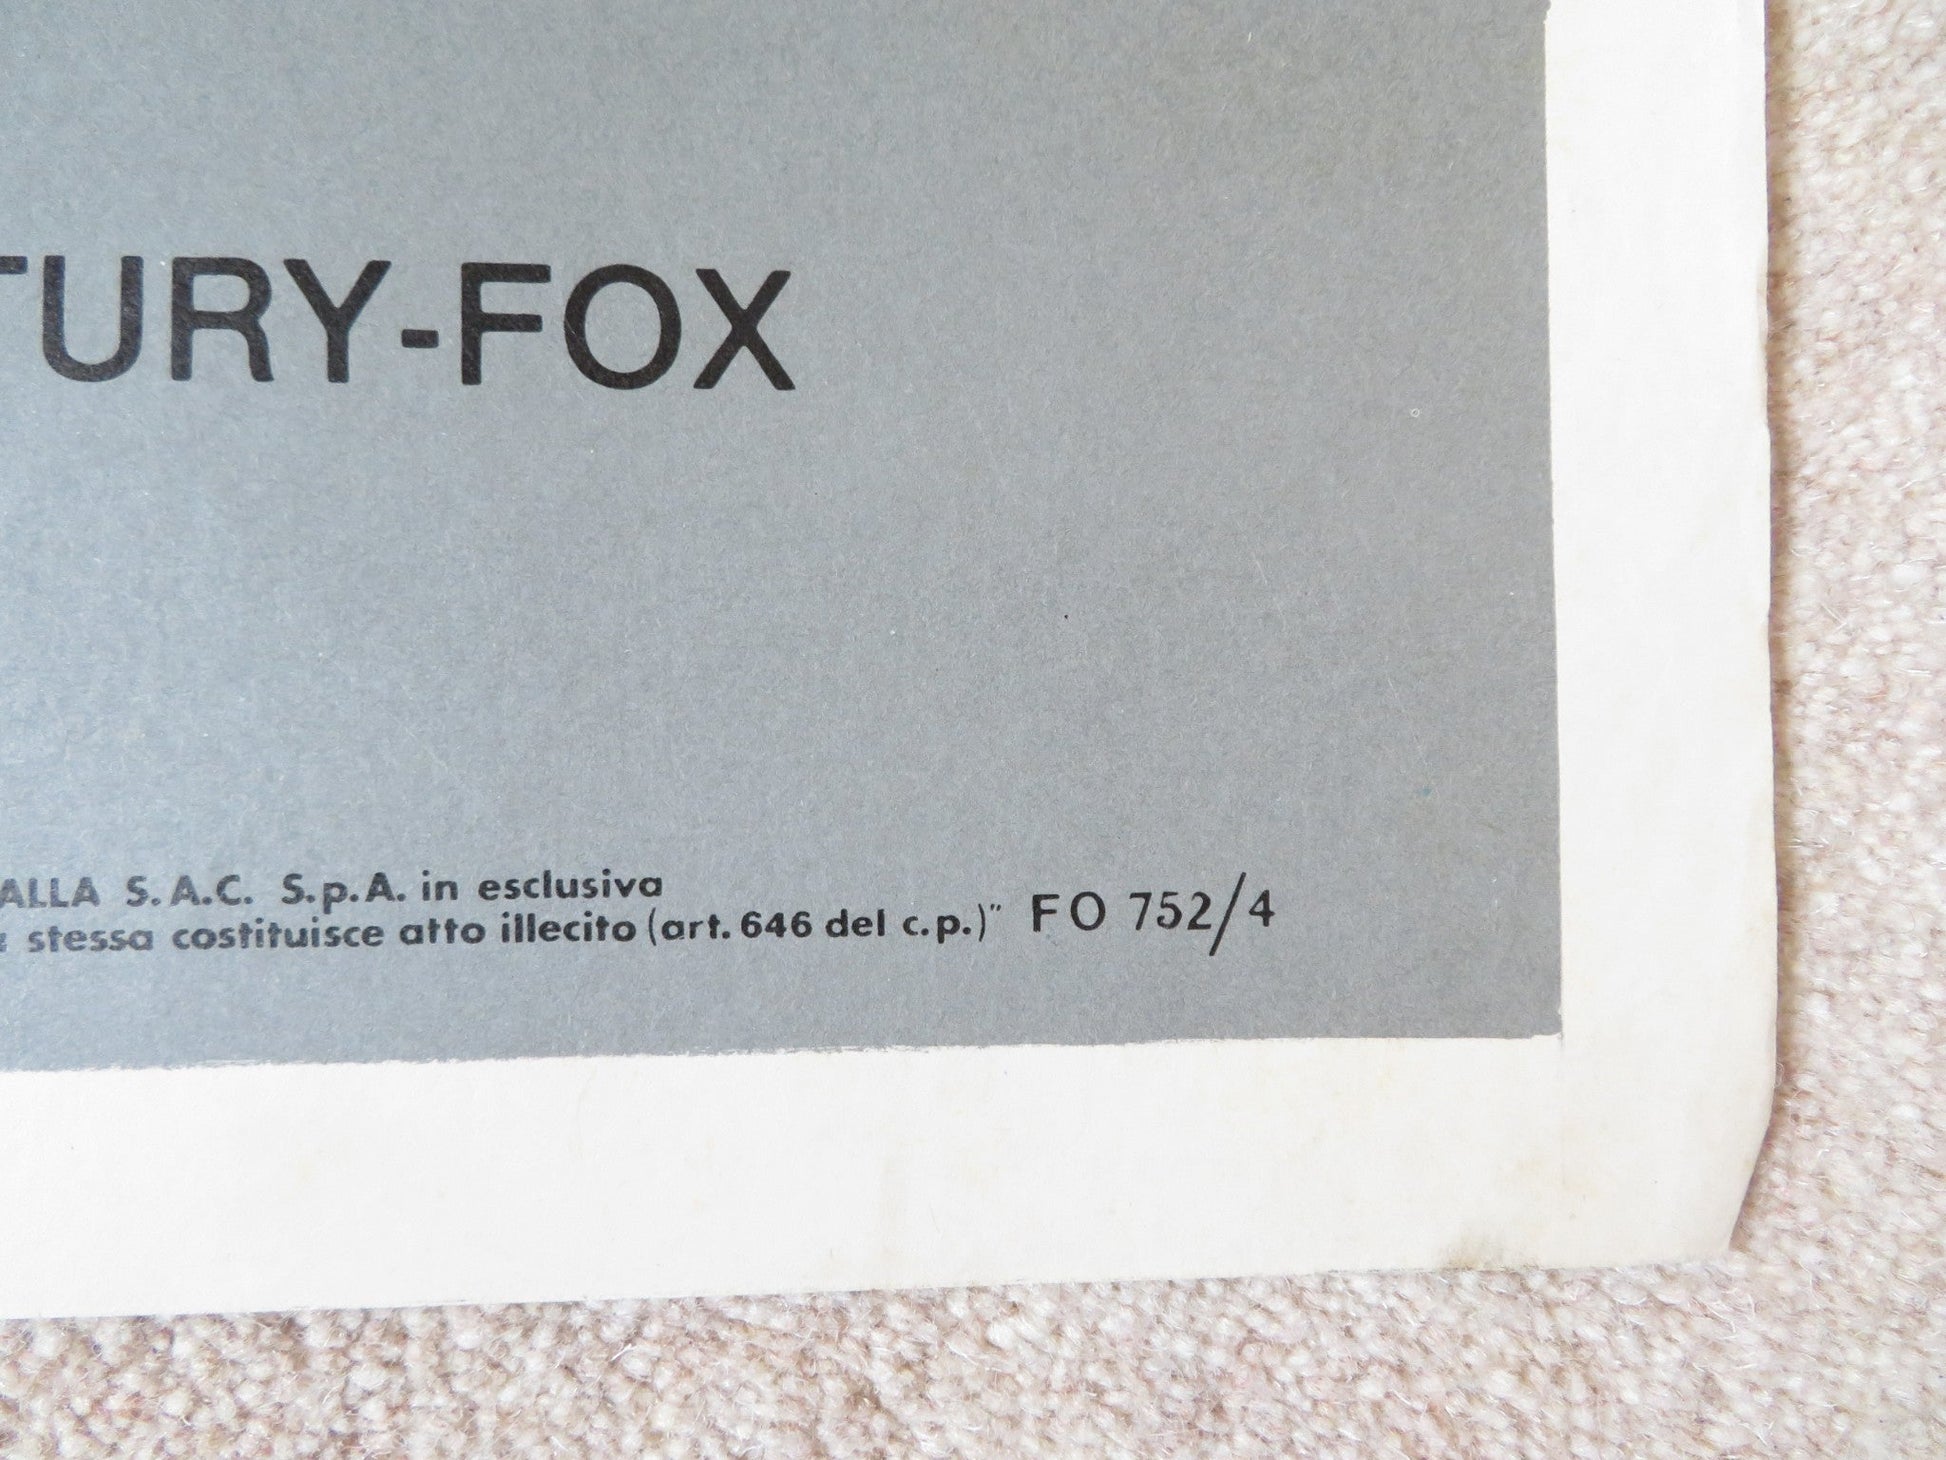 TURY-FOX
ALLA S.A.C. S.p.A. in esclusiva
stessa costituisce atto illecito (art. 646 del c.p.)" FO 752/4